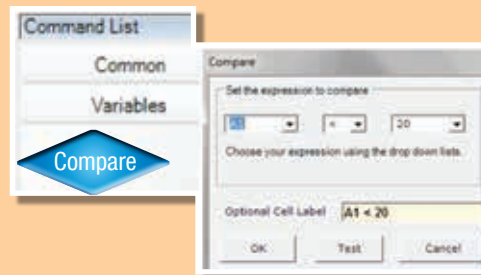 Command List
Common
Variables
Compare
Compare
Set the expression to compare
A1 < 20
Choose your expression using the drop down lists.
Optional Cell Label A1 < 20
OK Test Cancel